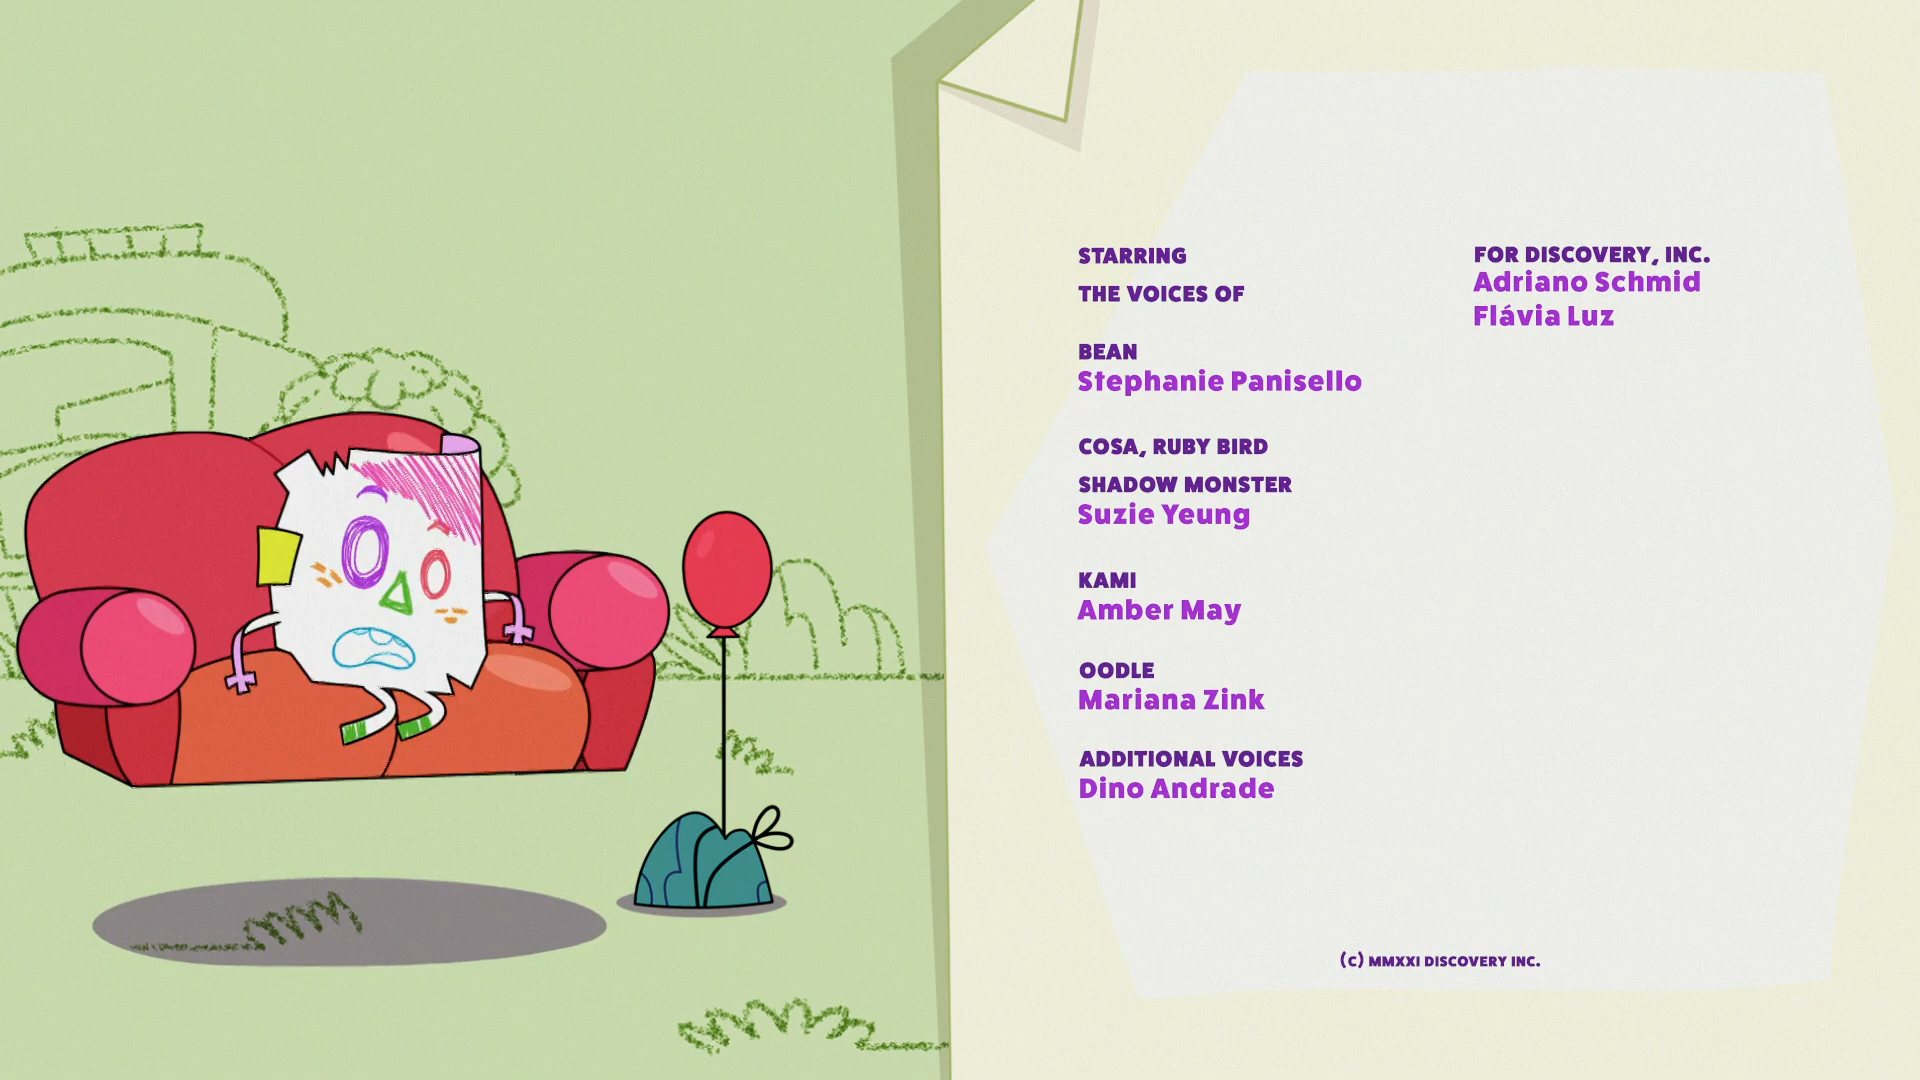 STARRING
THE VOICES OF
BEAN
Stephanie Panisello
COSA, RUBY BIRD
SHADOW MONSTER
Suzie Yeung
KAMI
Amber May
OODLE
Mariana Zink
ADDITIONAL VOICES
Dino Andrade
FOR DISCOVERY, INC.
Adriano Schmid
Flávia Luz
(C) MMXXI DISCOVERY INC.